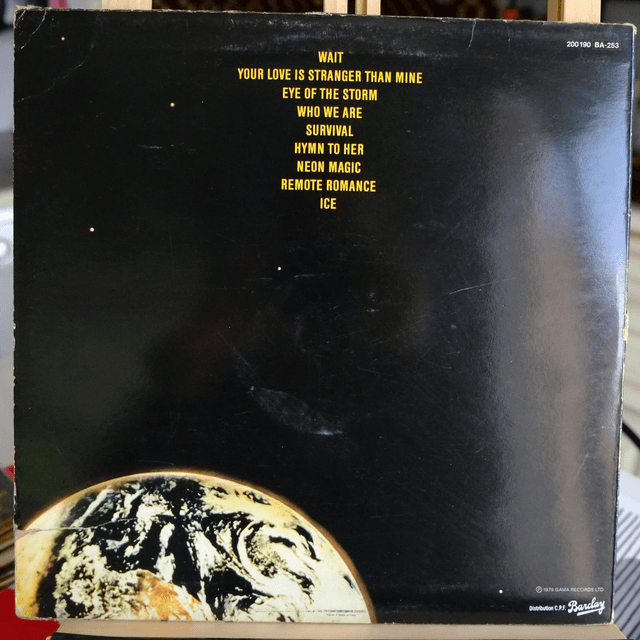 200190 BA-253
WAIT
YOUR LOVE IS STRANGER THAN MINE
EYE OF THE STORM
WHO WE ARE
SURVIVAL
HYMN TO HER
NEON MAGIC
REMOTE ROMANCE
ICE
℗ 1979 GAMA RECORDS LTD
Distribution C.P.F. Barclay